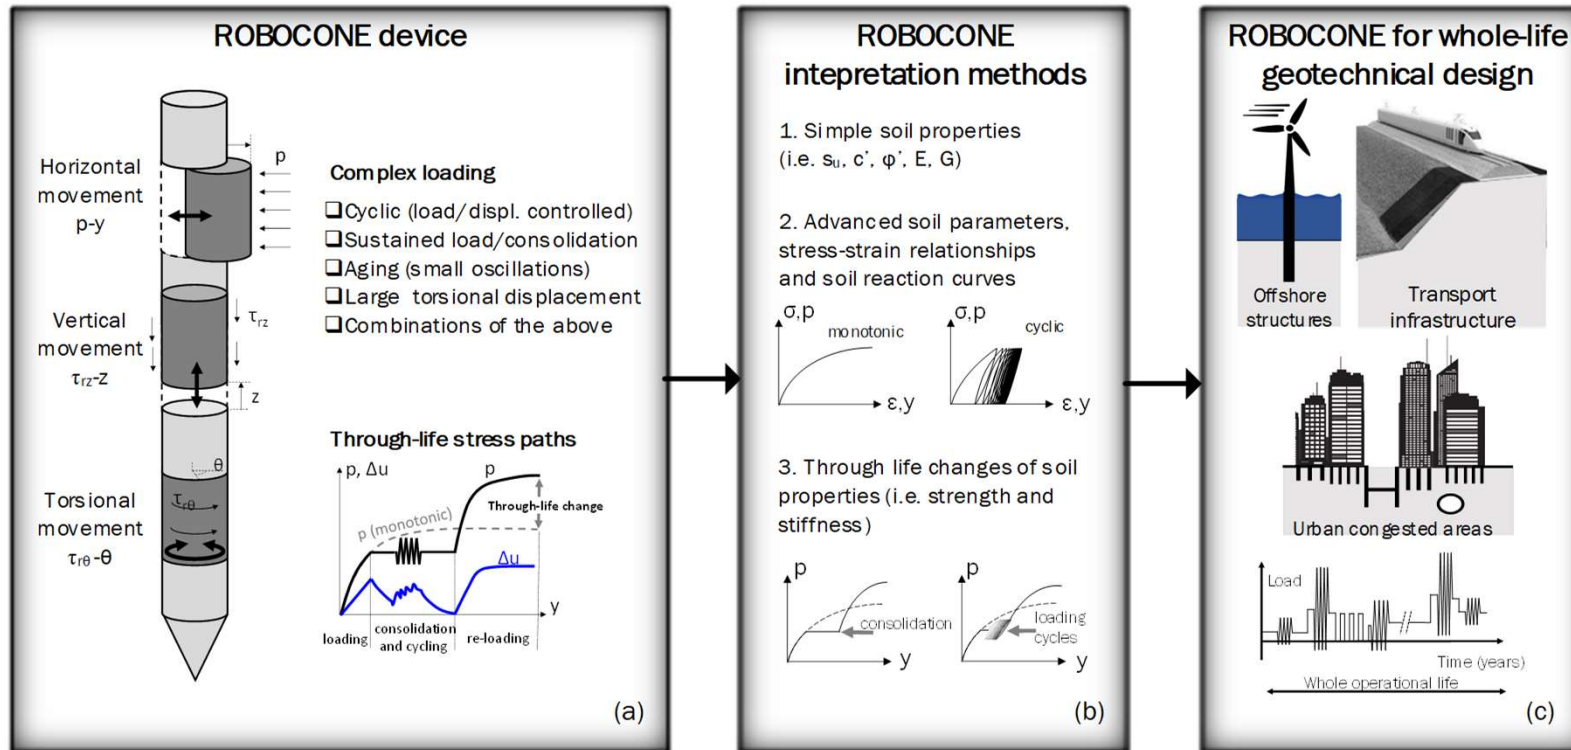 ROBOCONE device
Horizontal
movement
p-y
p
Vertical
movement
τrz-z
τrz
z
Torsional
movement
τrθ-θ
θ
τrθ
Complex loading
❑Cyclic (load/displ. controlled)
❑Sustained load/consolidation
❑Aging (small oscillations)
❑Large torsional displacement
❑Combinations of the above
Through-life stress paths
p, Δu
p
Through-life
change
p (monotonic)
Δu
y
loading
consolidation
and cycling
re-loading
(a)
ROBOCONE
intepretation methods
1. Simple soil properties
(i.e. su, c', φ', E, G)
2. Advanced soil parameters,
stress-strain relationships
and soil reaction curves
σ,p
monotonic
ε,y
σ,p
cyclic
ε,y
3. Through life changes of soil
properties (i.e. strength and
stiffness)
p
consolidation
y
p
loading
cycles
y
(b)
ROBOCONE for whole-life
geotechnical design
Offshore
structures
Transport
infrastructure
Urban congested areas
Load
Time (years)
Whole operational life
(c)